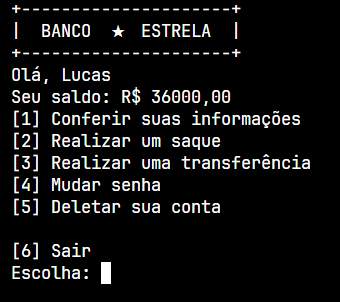 +---------------------+
|  BANCO ★ ESTRELA  |
+---------------------+
Olá, Lucas
Seu saldo: R$ 36000,00
[1] Conferir suas informações
[2] Realizar um saque
[3] Realizar uma transferência
[4] Mudar senha
[5] Deletar sua conta
[6] Sair
Escolha: